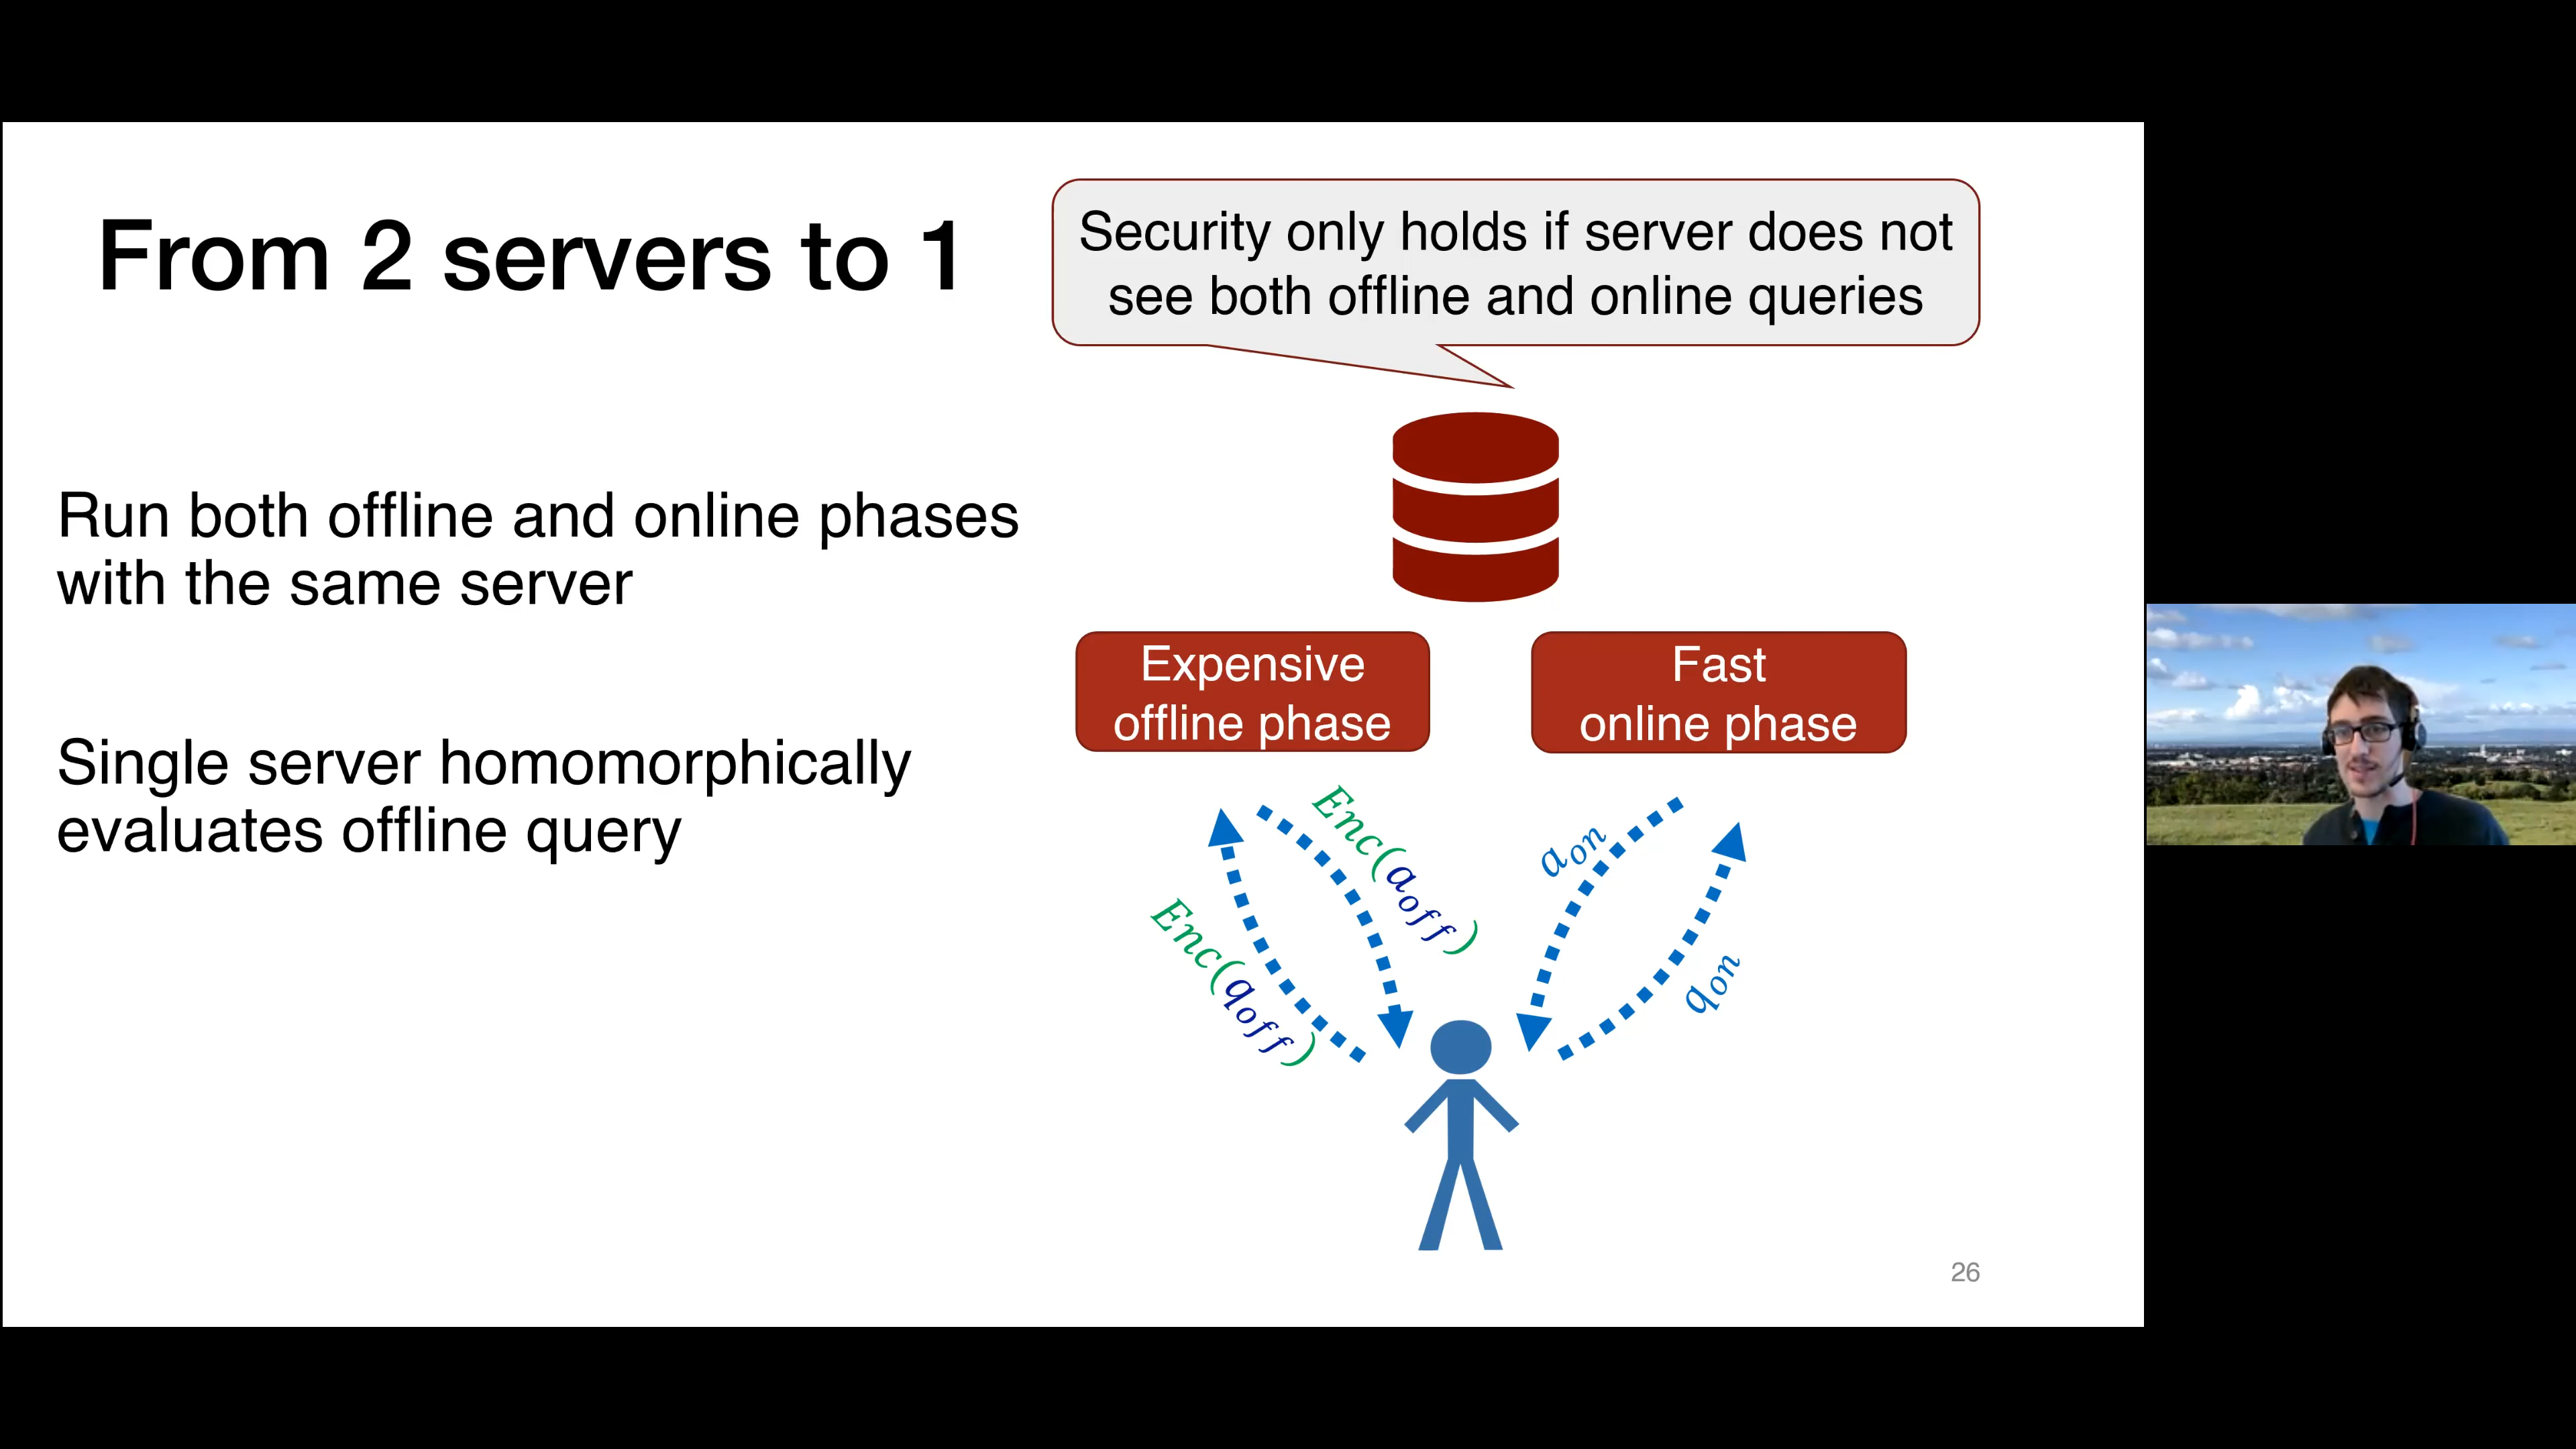 From 2 servers to 1
Security only holds if server does not
see both offline and online queries
Run both offline and online phases
with the same server
Single server homomorphically
evaluates offline query
Expensive
offline phase
Fast
online phase
Enc(a_off)
Enc(q_off)
a_on
q_on
26